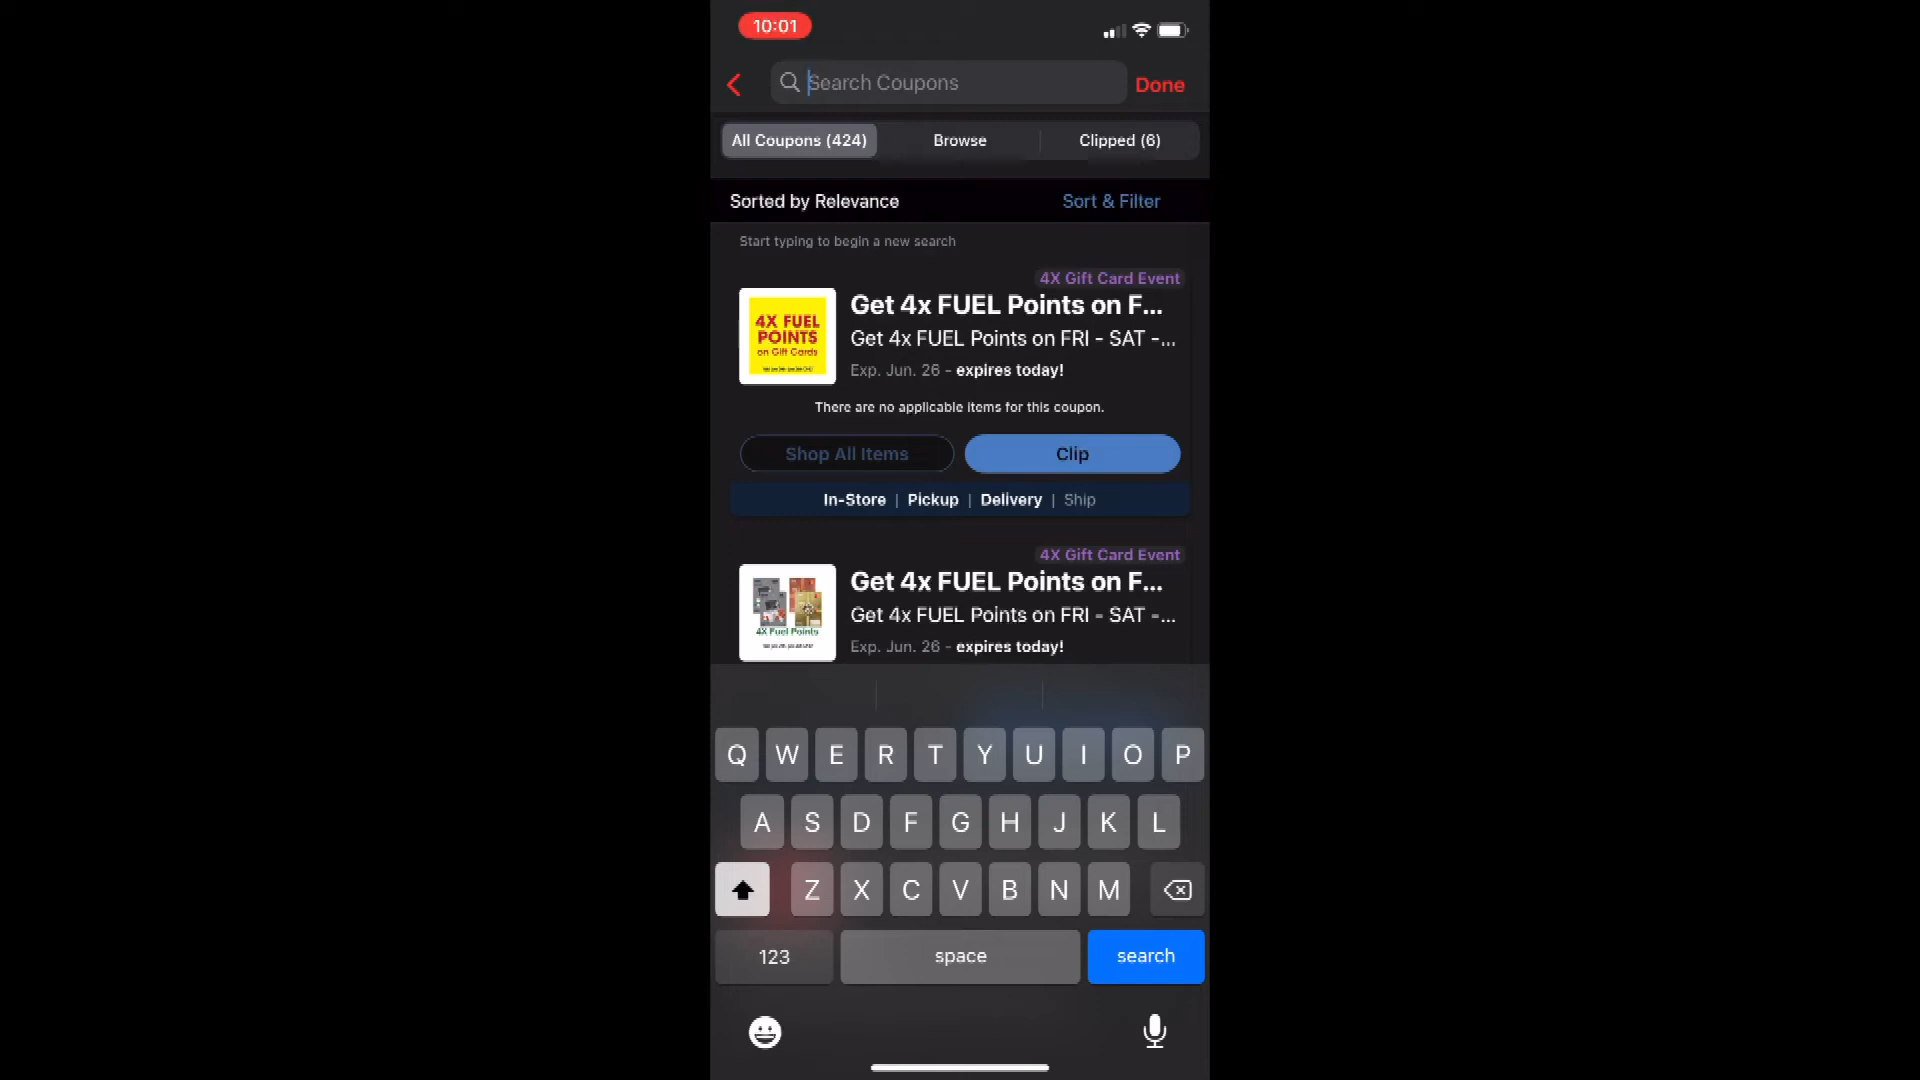 10:01
Search Coupons
Done
All Coupons (424)
Browse
Clipped (6)
Sorted by Relevance
Sort & Filter
Start typing to begin a new search
4X Gift Card Event
4X FUEL
POINTS
on Gift Cards
Get 4x FUEL Points on F...
Get 4x FUEL Points on FRI - SAT -...
Exp. Jun. 26 - expires today!
There are no applicable items for this coupon.
Shop All Items
Clip
In-Store | Pickup | Delivery | Ship
4X Gift Card Event
4X Fuel Points
Get 4x FUEL Points on F...
Get 4x FUEL Points on FRI - SAT -...
Exp. Jun. 26 - expires today!
Q W E R T Y U I O P
A S D F G H J K L
Z X C V B N M
123
space
search